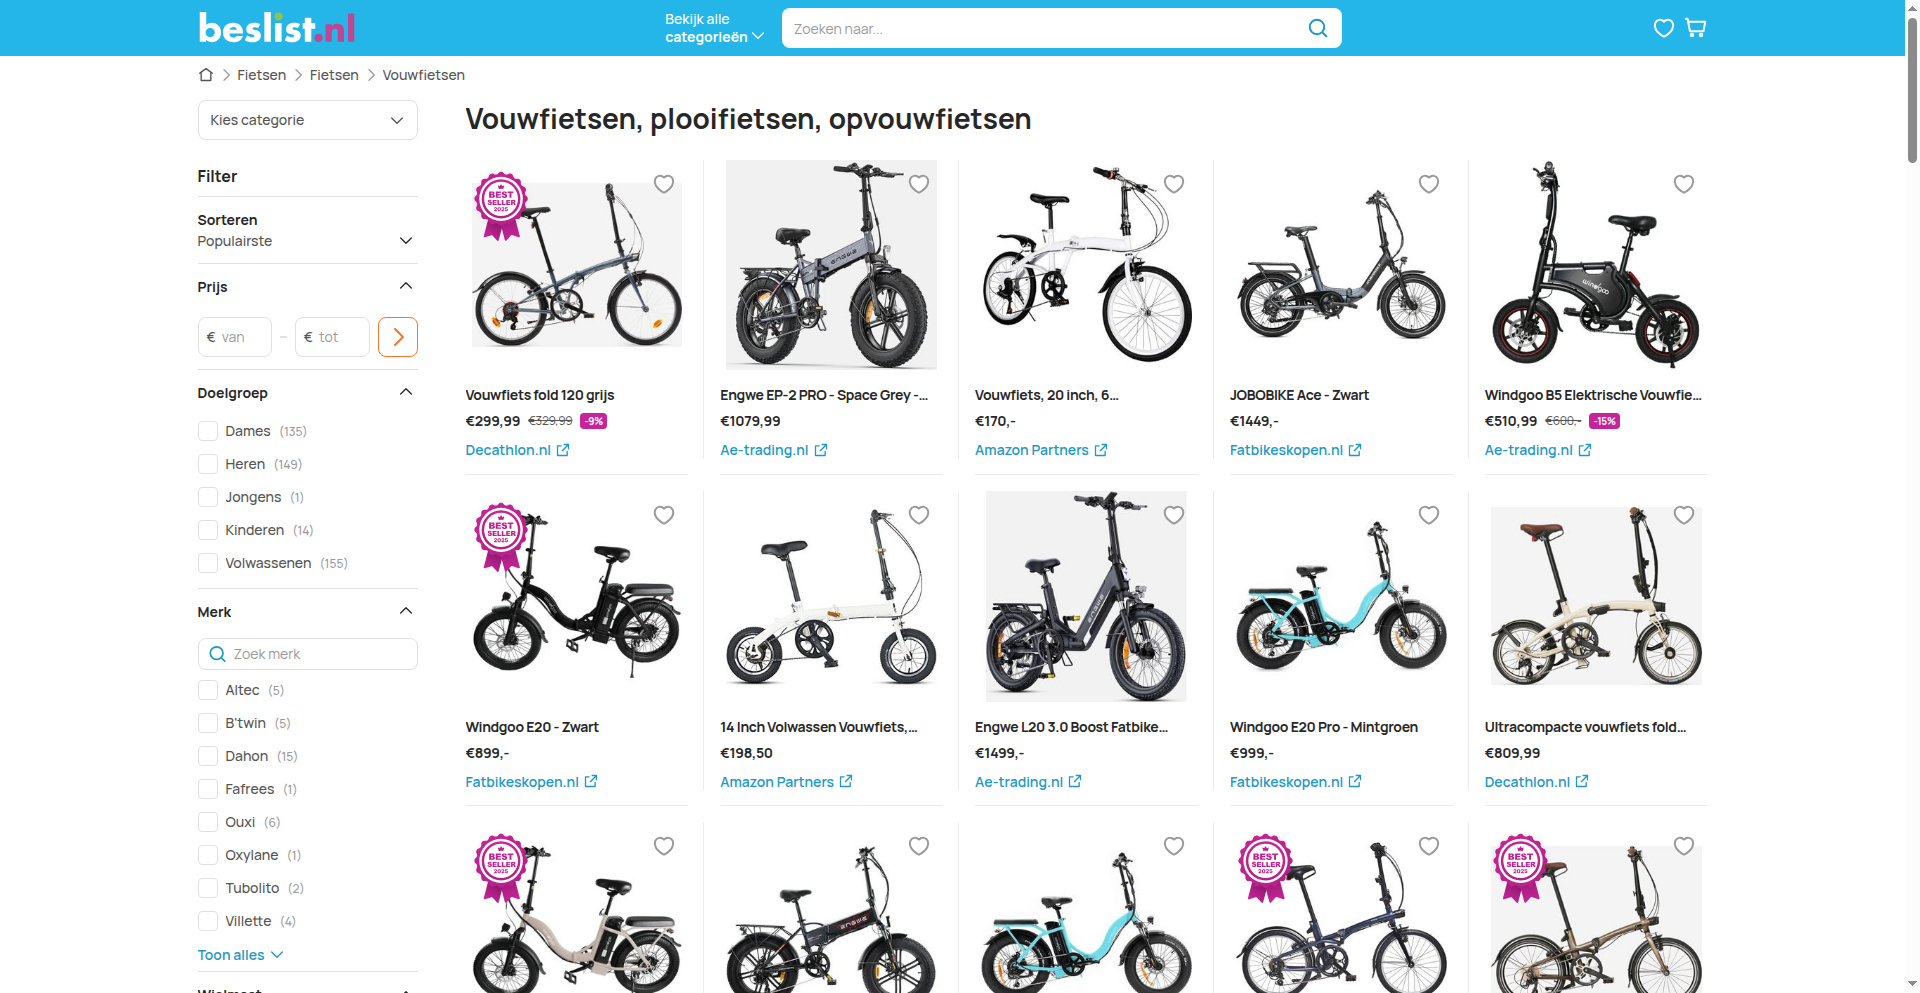 beslist.nl
Bekijk alle
categorieën
Zoeken naar...
Fietsen
Fietsen
Vouwfietsen
Kies categorie
Vouwfietsen, plooifietsen, opvouwfietsen
Filter
Sorteren
Populairste
Prijs
€ van – € tot
Doelgroep
Dames (135)
Heren (149)
Jongens (1)
Kinderen (14)
Volwassenen (155)
Merk
Zoek merk
Altec (5)
B'twin (5)
Dahon (15)
Fafrees (1)
Ouxi (6)
Oxylane (1)
Tubolito (2)
Villette (4)
Toon alles
BEST
SELLER
2025
Vouwfiets fold 120 grijs
€299,99 €329,99 -9%
Decathlon.nl
ENGWE
Engwe EP-2 PRO - Space Grey -...
€1079,99
Ae-trading.nl
Vouwfiets, 20 inch, 6...
€170,-
Amazon Partners
JOBOBIKE Ace - Zwart
€1449,-
Fatbikeskopen.nl
windgoo
Windgoo B5 Elektrische Vouwfie...
€510,99 €600,- -15%
Ae-trading.nl
BEST
SELLER
2025
Windgoo E20 - Zwart
€899,-
Fatbikeskopen.nl
14 Inch Volwassen Vouwfiets,...
€198,50
Amazon Partners
ENGWE
Engwe L20 3.0 Boost Fatbike...
€1499,-
Ae-trading.nl
Windgoo E20 Pro - Mintgroen
€999,-
Fatbikeskopen.nl
Ultracompacte vouwfiets fold...
€809,99
Decathlon.nl
BEST
SELLER
2025
ENGWE
BEST
SELLER
2025
BEST
SELLER
2025